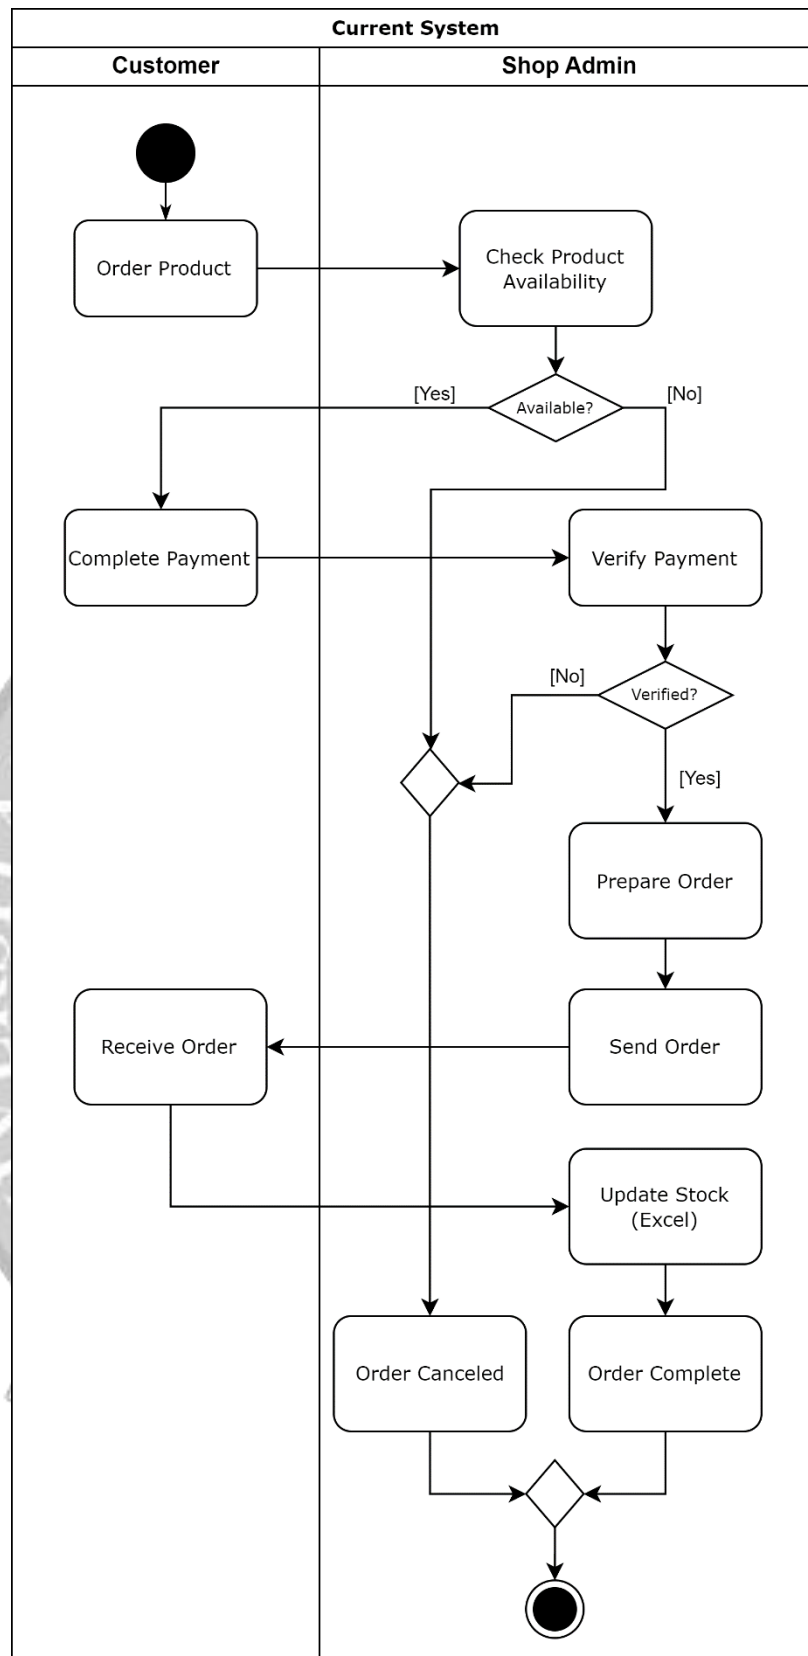 Current System
Customer
Shop Admin
Order Product
Check Product
Availability
[Yes]
Available?
[No]
Complete Payment
Verify Payment
[No]
Verified?
[Yes]
Prepare Order
Receive Order
Send Order
Update Stock
(Excel)
Order Canceled
Order Complete